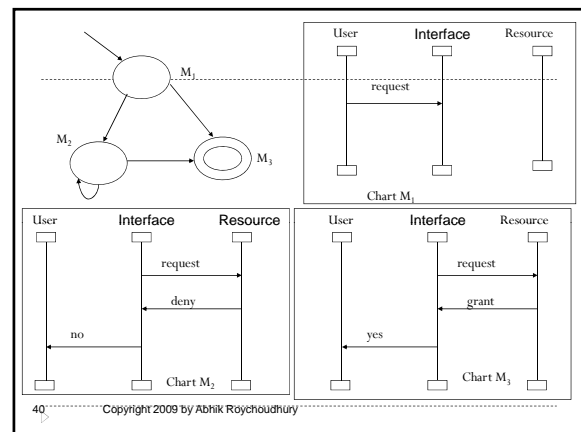 M1
M2
M3
User Interface Resource
request
Chart M1
User Interface Resource
request
deny
no
Chart M2
User Interface Resource
request
grant
yes
Chart M3
40 Copyright 2009 by Abhik Roychoudhury